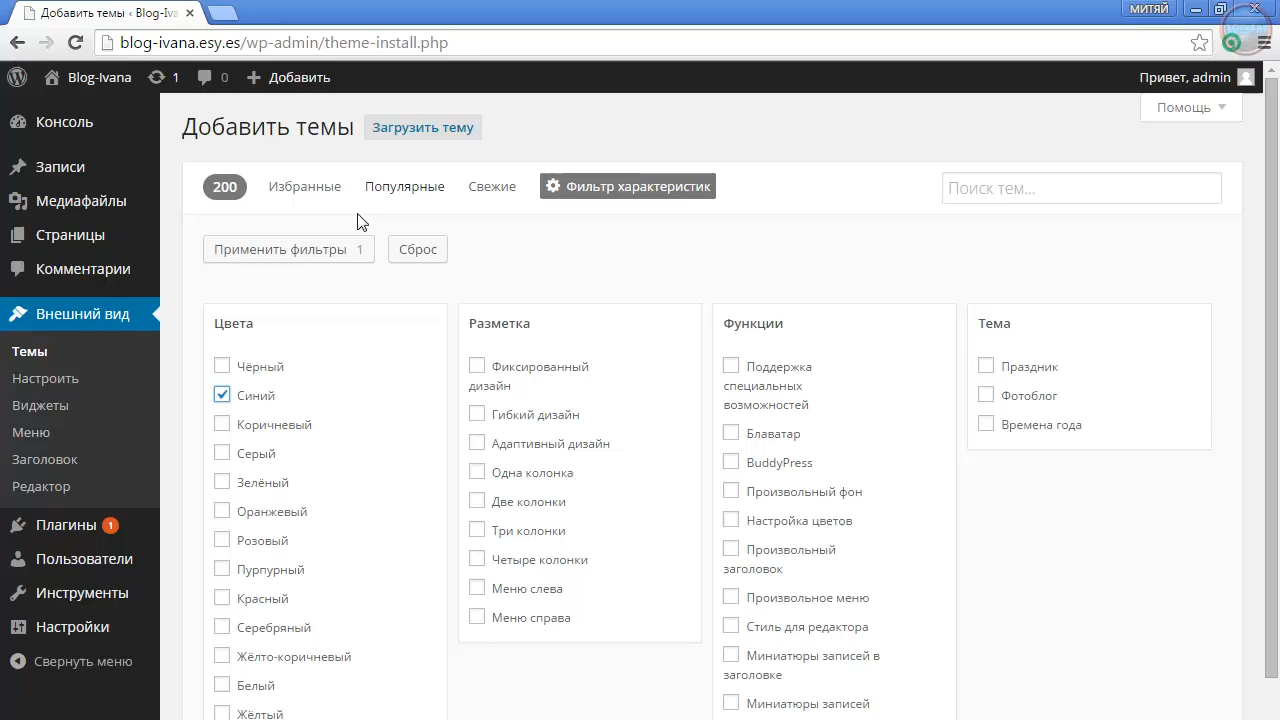 Добавить темы ‹ Blog-Iva
МИТЯЙ
blog-ivana.esy.es/wp-admin/theme-install.php
Blog-Ivana 1 0 Добавить Привет, admin
Помощь
Консоль
Записи
Медиафайлы
Страницы
Комментарии
Внешний вид
Темы
Настроить
Виджеты
Меню
Заголовок
Редактор
Плагины 1
Пользователи
Инструменты
Настройки
Свернуть меню
Добавить темы Загрузить тему
200 Избранные Популярные Свежие Фильтр характеристик Поиск тем...
Применить фильтры 1 Сброс
Цвета
Чёрный
Синий
Коричневый
Серый
Зелёный
Оранжевый
Розовый
Пурпурный
Красный
Серебряный
Жёлто-коричневый
Белый
Жёлтый
Разметка
Фиксированный
дизайн
Гибкий дизайн
Адаптивный дизайн
Одна колонка
Две колонки
Три колонки
Четыре колонки
Меню слева
Меню справа
Функции
Поддержка
специальных
возможностей
Блаватар
BuddyPress
Произвольный фон
Настройка цветов
Произвольный
заголовок
Произвольное меню
Стиль для редактора
Миниатюры записей в
заголовке
Миниатюры записей
Тема
Праздник
Фотоблог
Времена года